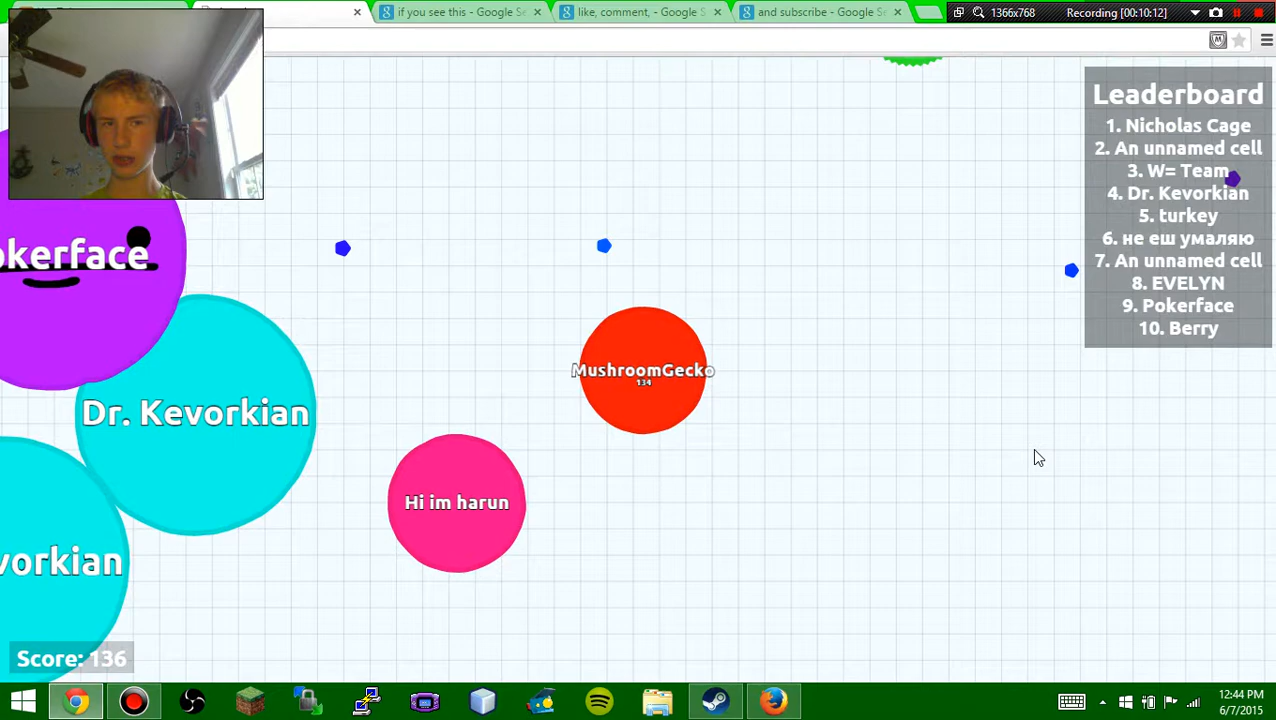 if you see this - Google Se
like, comment, - Google S
and subscribe - Google Se
1366x768
Recording [00:10:12]
Leaderboard
1. Nicholas Cage
2. An unnamed cell
3. W= Team
4. Dr. Kevorkian
5. turkey
6. не еш умаляю
7. An unnamed cell
8. EVELYN
9. Pokerface
10. Berry
okerface
MushroomGecko
134
Dr. Kevorkian
Hi im harun
vorkian
Score: 136
12:44 PM
6/7/2015